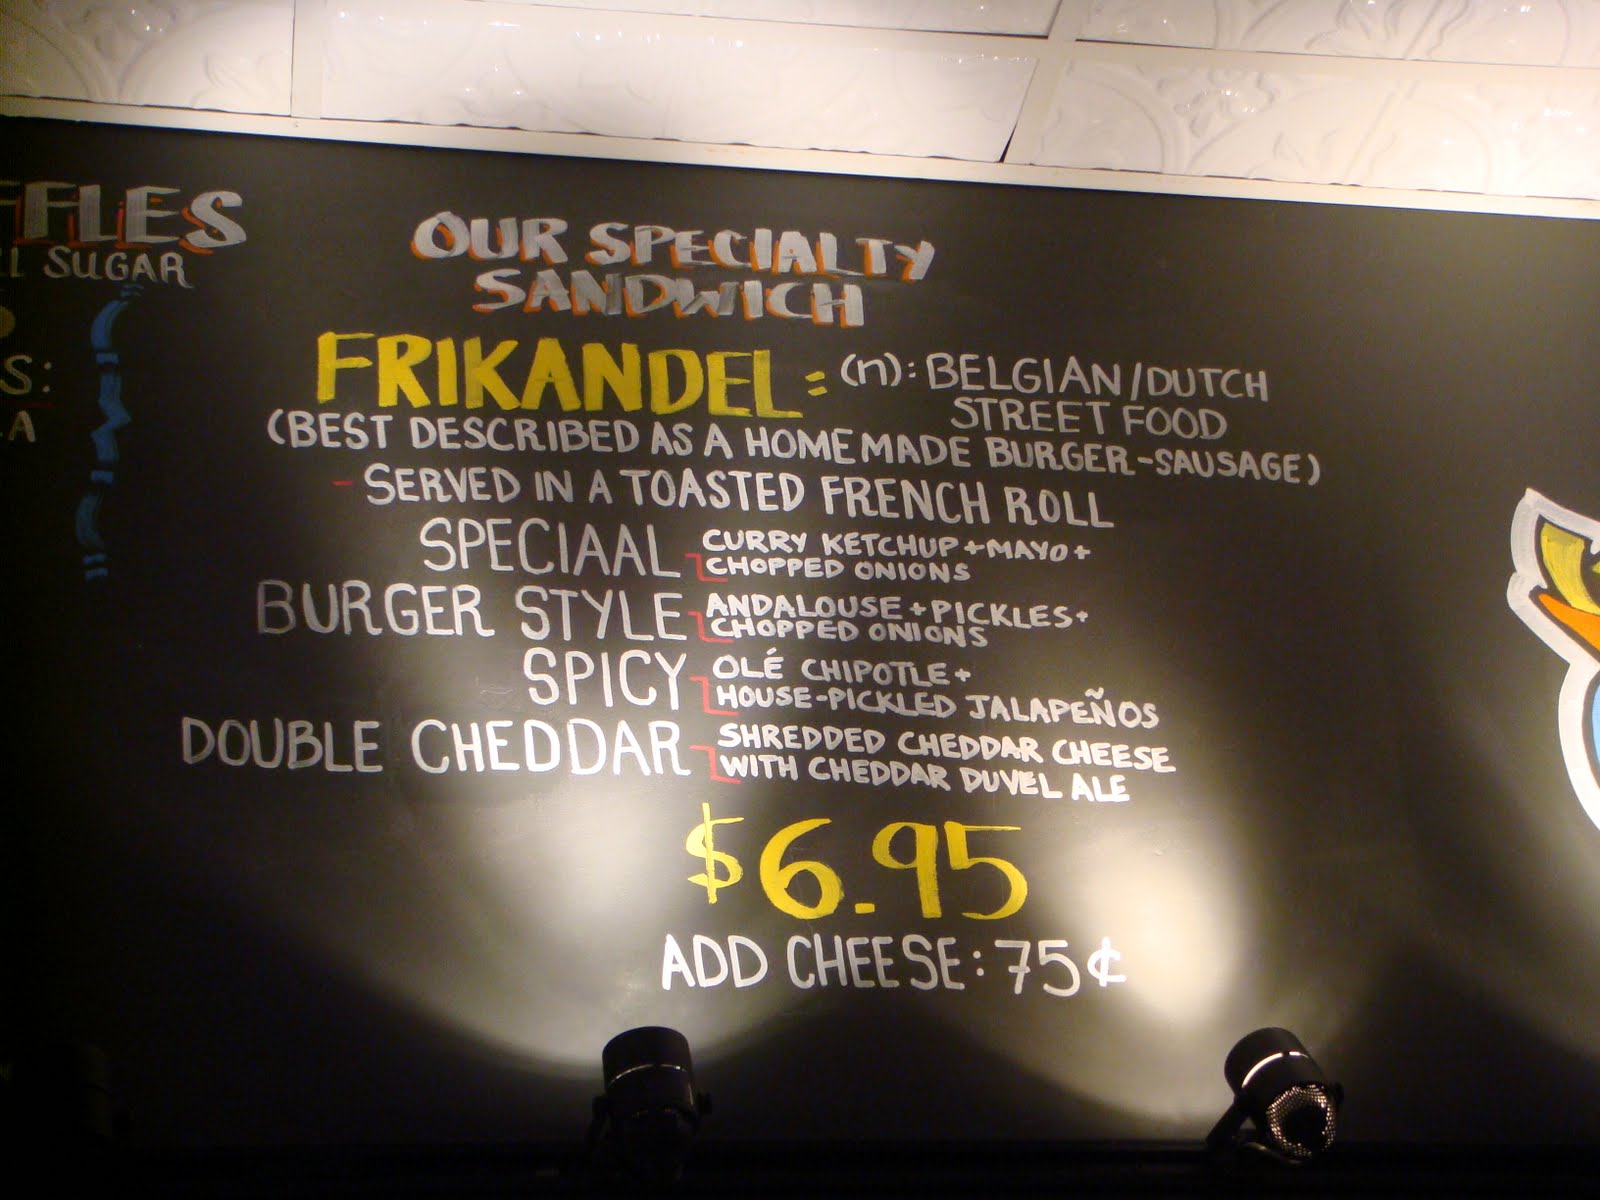 SUGAR
OUR SPECIALTY
SANDWICH
FRIKANDEL = (n): BELGIAN/DUTCH
STREET FOOD
(BEST DESCRIBED AS A HOMEMADE BURGER-SAUSAGE)
- SERVED IN A TOASTED FRENCH ROLL
SPECIAAL CURRY KETCHUP + MAYO +
CHOPPED ONIONS
BURGER STYLE ANDALOUSE + PICKLES +
CHOPPED ONIONS
SPICY OLÉ CHIPOTLE +
HOUSE-PICKLED JALAPEÑOS
DOUBLE CHEDDAR SHREDDED CHEDDAR CHEESE
WITH CHEDDAR DUVEL ALE
$6.95
ADD CHEESE: 75¢